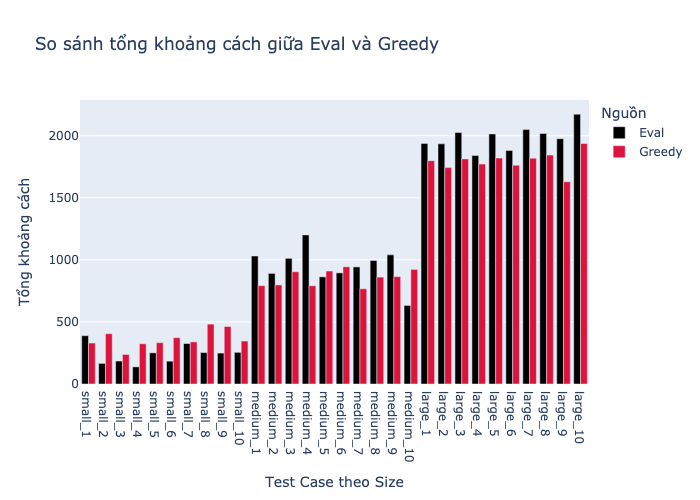 So sánh tổng khoảng cách giữa Eval và Greedy
Nguồn
Eval
Greedy
Tổng khoảng cách
2000
1500
1000
500
0
small_1
small_2
small_3
small_4
small_5
small_6
small_7
small_8
small_9
small_10
medium_1
medium_2
medium_3
medium_4
medium_5
medium_6
medium_7
medium_8
medium_9
medium_10
large_1
large_2
large_3
large_4
large_5
large_6
large_7
large_8
large_9
large_10
Test Case theo Size